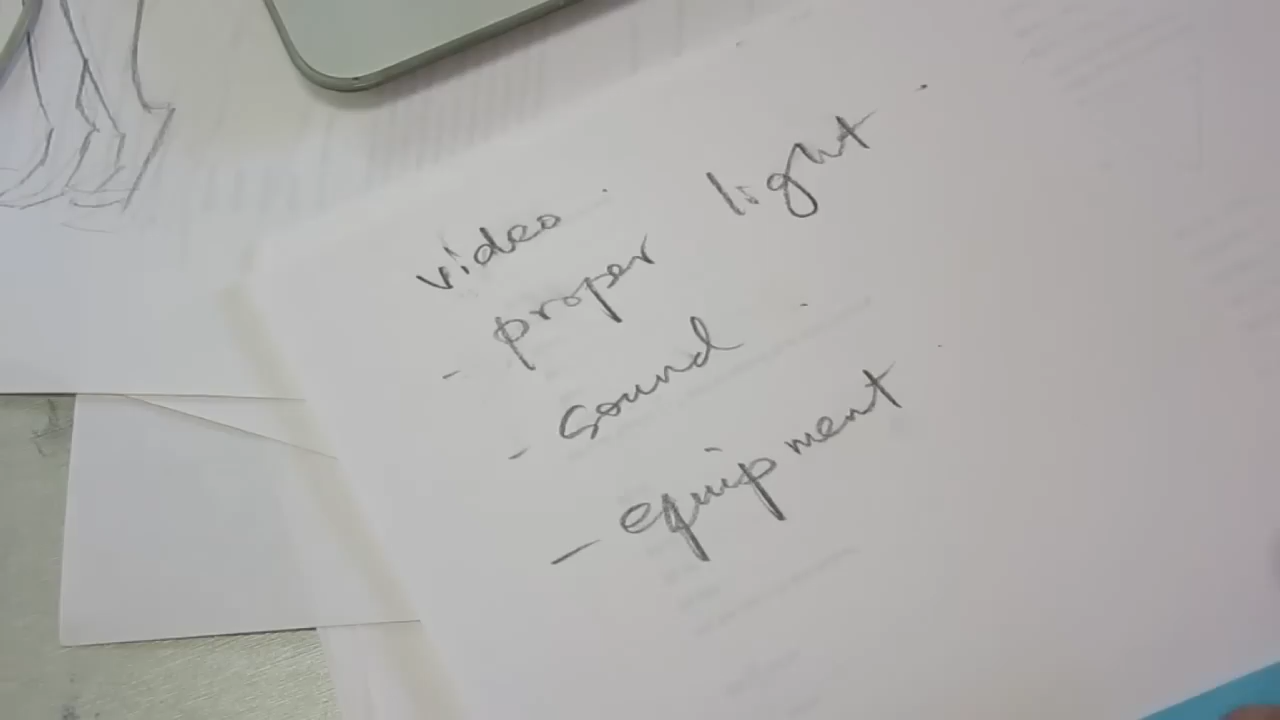 video
- proper light
- sound
- equipment